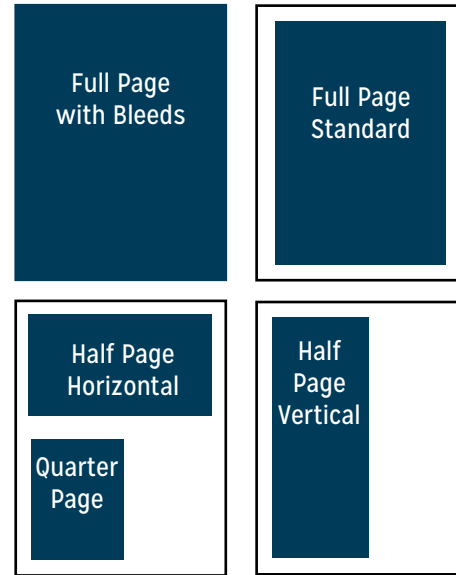 Full Page
with Bleeds
Full Page
Standard
Half Page
Horizontal
Quarter
Page
Half
Page
Vertical